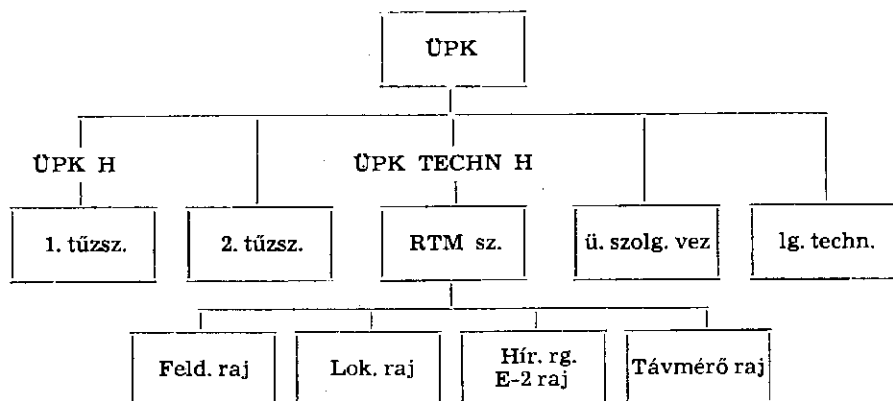 ÜPK
ÜPK H
ÜPK TECHN H
1. tűzsz.
2. tűzsz.
RTM sz.
ü. szolg. vez
lg. techn.
Feld. raj
Lok. raj
Hír. rg.
E-2 raj
Távmérő raj